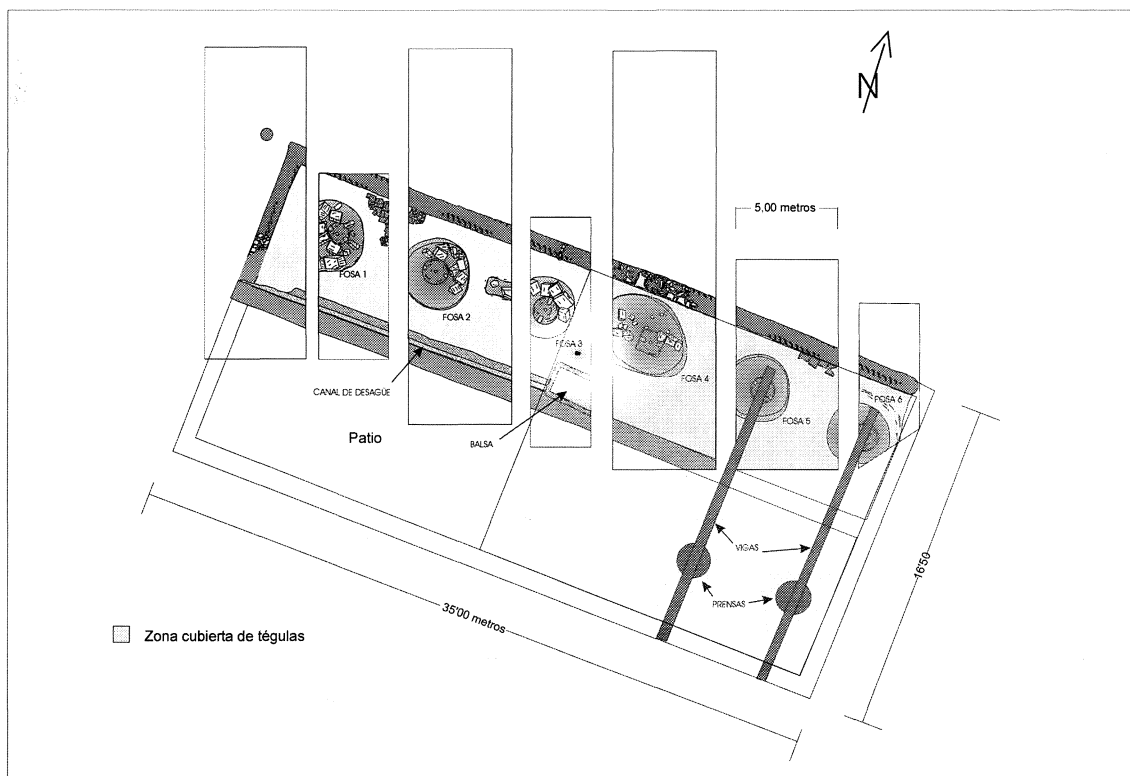 N
5,00 metros
FOSA 1
FOSA 2
FOSA 3
FOSA 4
FOSA 5
FOSA 6
CANAL DE DESAGÜE
Patio
BALSA
VIGAS
PRENSAS
16'50
35'00 metros
Zona cubierta de tégulas